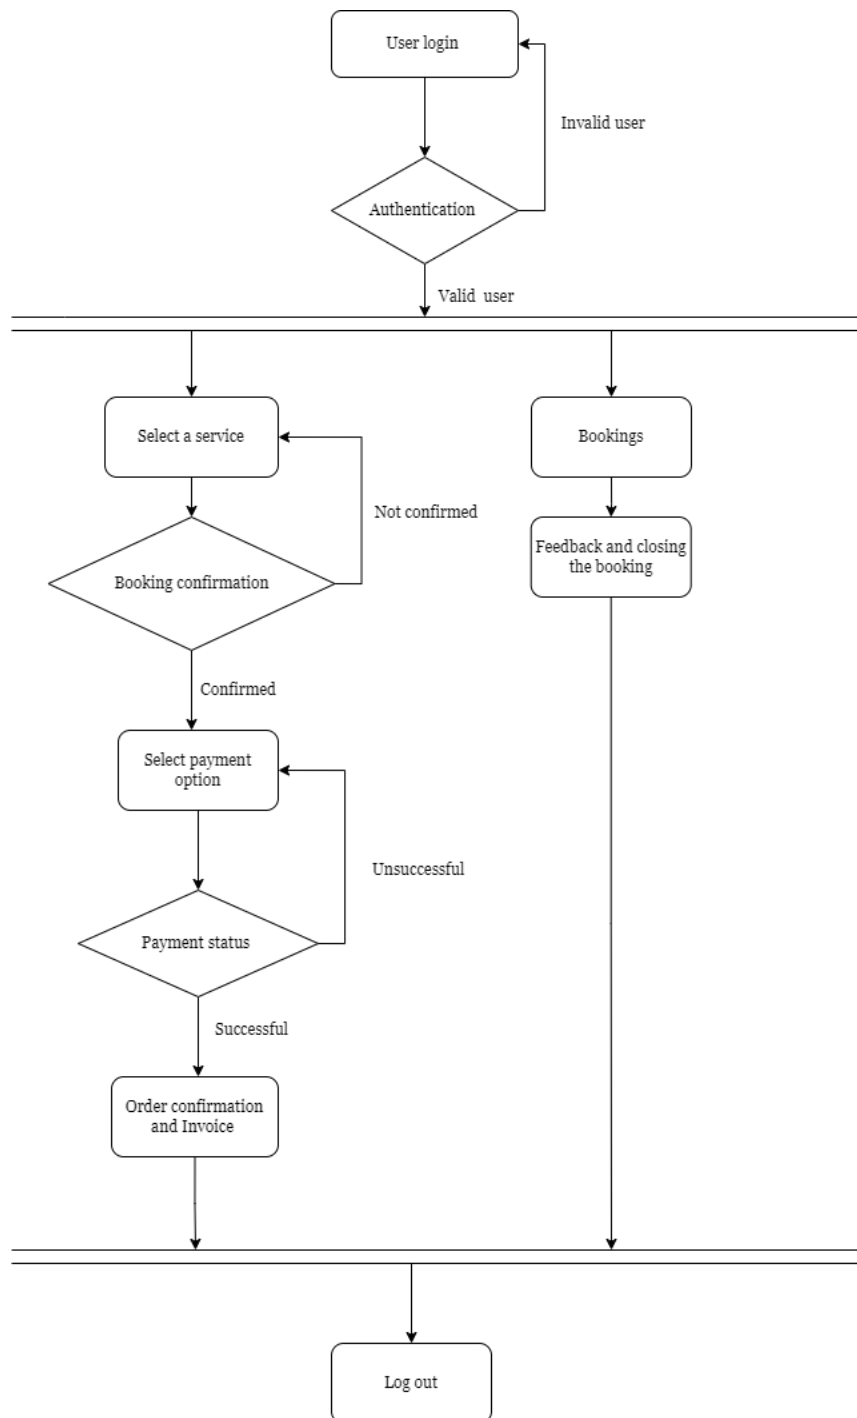 User login
Invalid user
Authentication
Valid  user
Select a service
Bookings
Not confirmed
Feedback and closing
the booking
Booking confirmation
Confirmed
Select payment
option
Unsuccessful
Payment status
Successful
Order confirmation
and Invoice
Log out